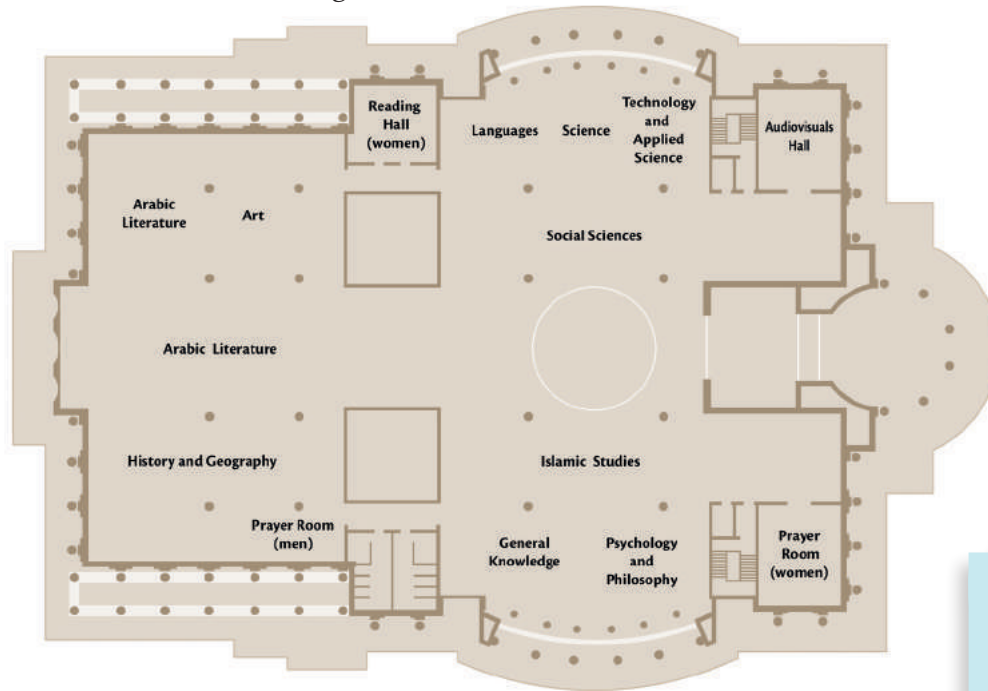 Reading
Hall
(women)
Languages
Science
Technology
and
Applied
Science
Audiovisuals
Hall
Arabic
Literature
Art
Social Sciences
Arabic Literature
History and Geography
Islamic Studies
Prayer Room
(men)
General
Knowledge
Psychology
and
Philosophy
Prayer
Room
(women)